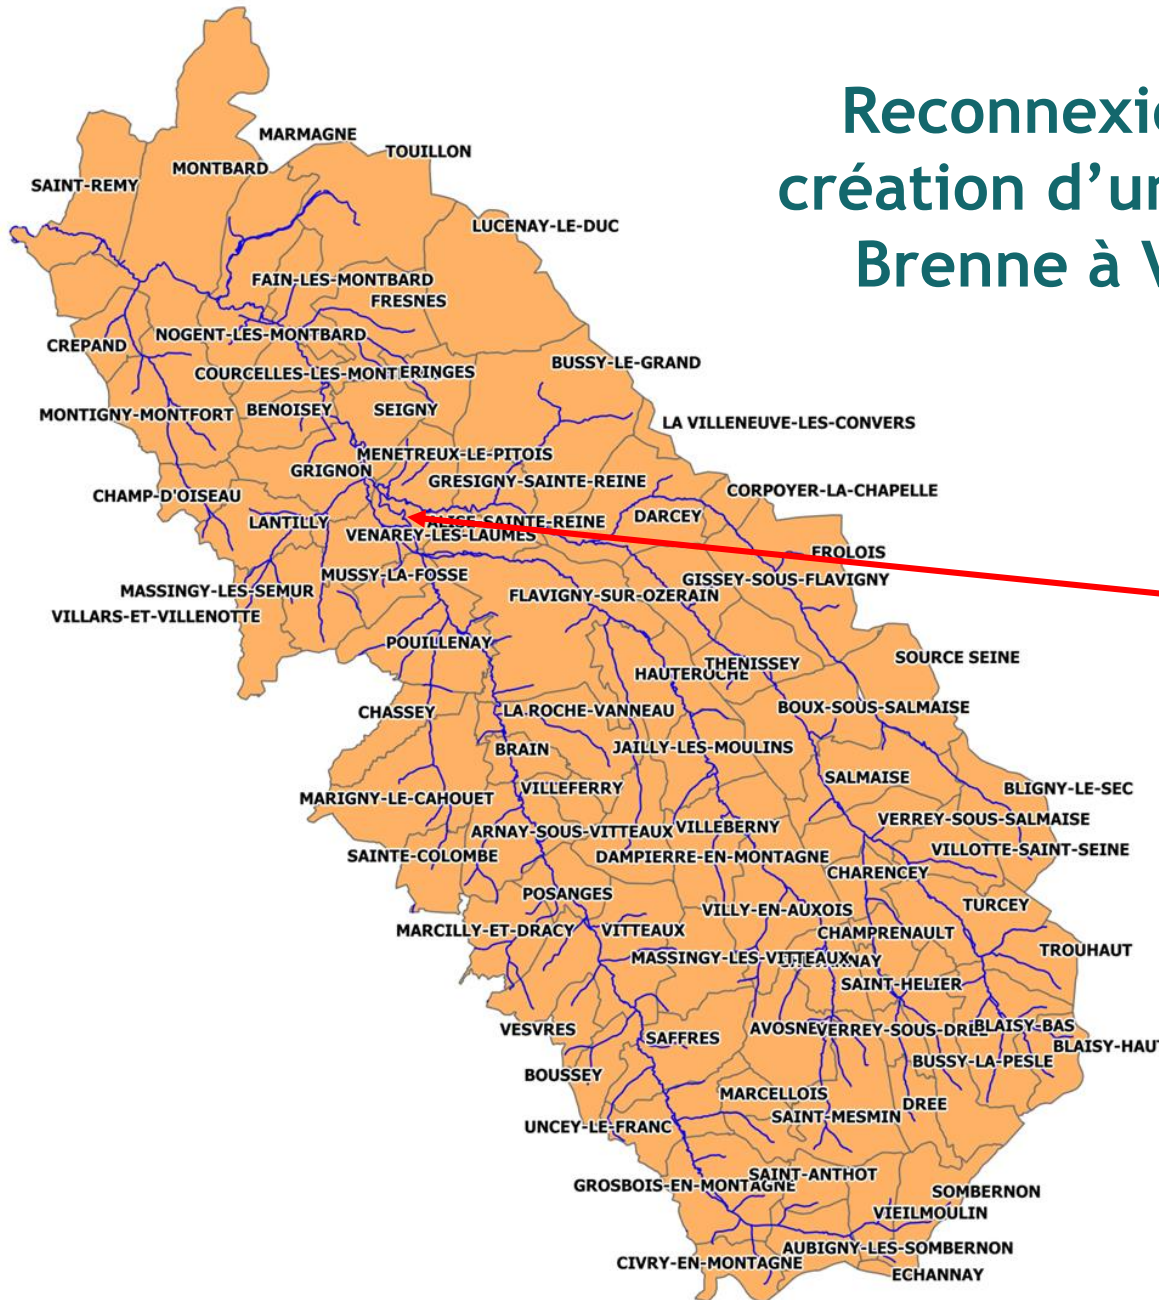 Reconnexio
création d’un
Brenne à V
MARMAGNE
TOUILLON
MONTBARD
SAINT-REMY
LUCENAY-LE-DUC
FAIN-LES-MONTBARD
FRESNES
NOGENT-LES-MONTBARD
CREPAND
BUSSY-LE-GRAND
COURCELLES-LES-MONT
ERINGES
MONTIGNY-MONTFORT
BENOISEY
SEIGNY
LA VILLENEUVE-LES-CONVERS
MENETREUX-LE-PITOIS
GRIGNON
GRESIGNY-SAINTE-REINE
CORPOYER-LA-CHAPELLE
CHAMP-D'OISEAU
LANTILLY
ALISE-SAINTE-REINE
DARCEY
VENAREY-LES-LAUMES
FROLOIS
MUSSY-LA-FOSSE
GISSEY-SOUS-FLAVIGNY
MASSINGY-LES-SEMUR
FLAVIGNY-SUR-OZERAIN
VILLARS-ET-VILLENOTTE
POUILLENAY
SOURCE SEINE
THENISSEY
HAUTEROCHE
CHASSEY
LA ROCHE-VANNEAU
BOUX-SOUS-SALMAISE
BRAIN
JAILLY-LES-MOULINS
SALMAISE
VILLEFERRY
BLIGNY-LE-SEC
MARIGNY-LE-CAHOUET
VERREY-SOUS-SALMAISE
ARNAY-SOUS-VITTEAUX
VILLEBERNY
SAINTE-COLOMBE
DAMPIERRE-EN-MONTAGNE
VILLOTTE-SAINT-SEINE
CHARENCEY
POSANGES
VILLY-EN-AUXOIS
TURCEY
MARCILLY-ET-DRACY
VITTEAUX
CHAMPRENAULT
TROUHAUT
MASSINGY-LES-VITTEAUX
NAY
SAINT-HELIER
VESVRES
SAFFRES
AVOSNE
VERREY-SOUS-DREE
BLAISY-BAS
BLAISY-HAUT
BOUSSEY
BUSSY-LA-PESLE
MARCELLOIS
DREE
UNCEY-LE-FRANC
SAINT-MESMIN
SAINT-ANTHOT
GROSBOIS-EN-MONTAGNE
SOMBERNON
VIEILMOULIN
AUBIGNY-LES-SOMBERNON
CIVRY-EN-MONTAGNE
ECHANNAY